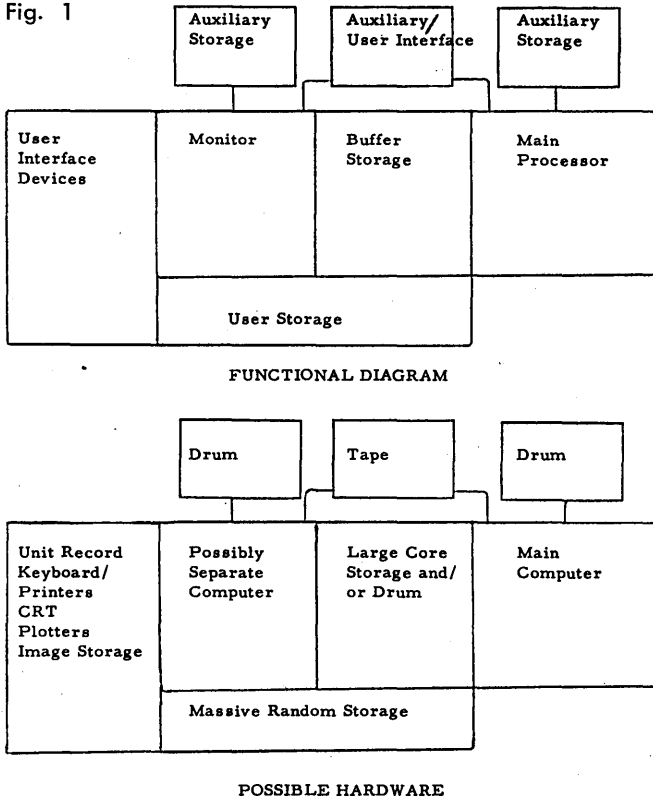 Fig. 1
Auxiliary
Storage
Auxiliary/
User Interface
Auxiliary
Storage
User
Interface
Devices
Monitor
Buffer
Storage
Main
Processor
User Storage
FUNCTIONAL DIAGRAM
Drum
Tape
Drum
Unit Record
Keyboard/
Printers
CRT
Plotters
Image Storage
Possibly
Separate
Computer
Large Core
Storage and/
or Drum
Main
Computer
Massive Random Storage
POSSIBLE HARDWARE